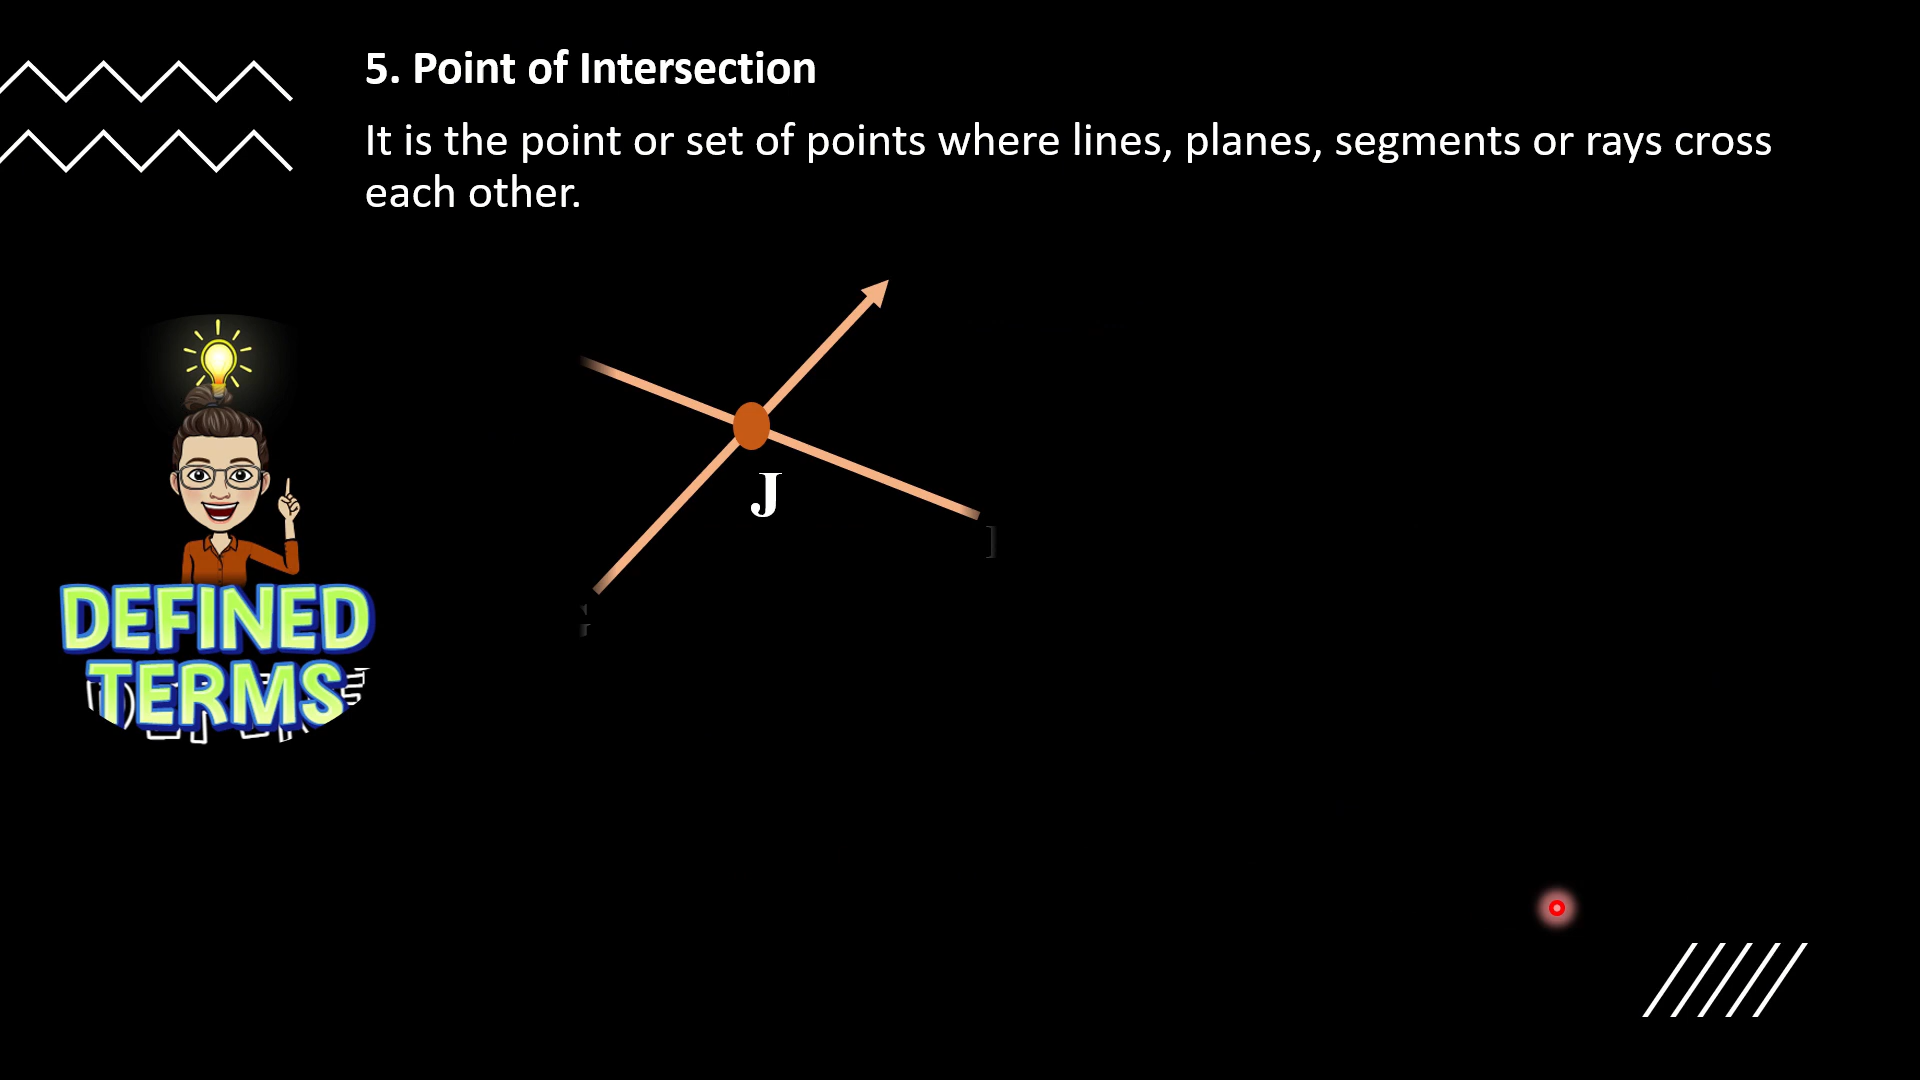 5. Point of Intersection
It is the point or set of points where lines, planes, segments or rays cross
each other.
J
DEFINED
TERMS